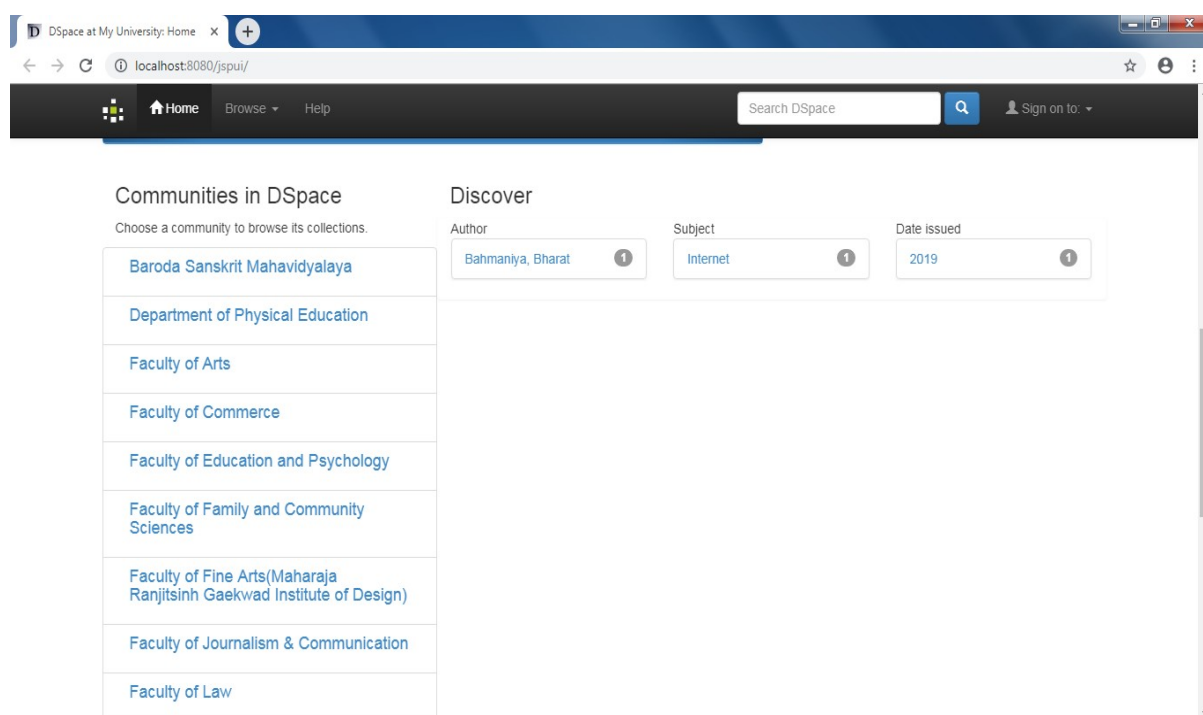 DSpace at My University: Home
localhost:8080/jspui/
Home Browse Help Search DSpace Sign on to:
Communities in DSpace
Choose a community to browse its collections.
Baroda Sanskrit Mahavidyalaya
Department of Physical Education
Faculty of Arts
Faculty of Commerce
Faculty of Education and Psychology
Faculty of Family and Community
Sciences
Faculty of Fine Arts(Maharaja
Ranjitsinh Gaekwad Institute of Design)
Faculty of Journalism & Communication
Faculty of Law
Discover
Author
Bahmaniya, Bharat 1
Subject
Internet 1
Date issued
2019 1